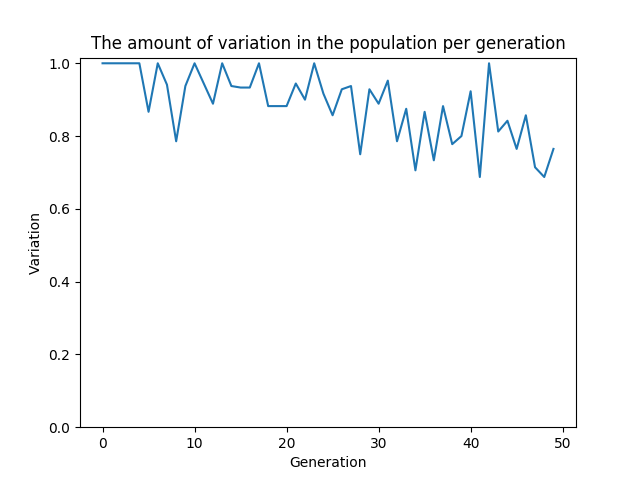 The amount of variation in the population per generation
1.0
0.8
0.6
0.4
0.2
0.0
Variation
0 10 20 30 40 50
Generation